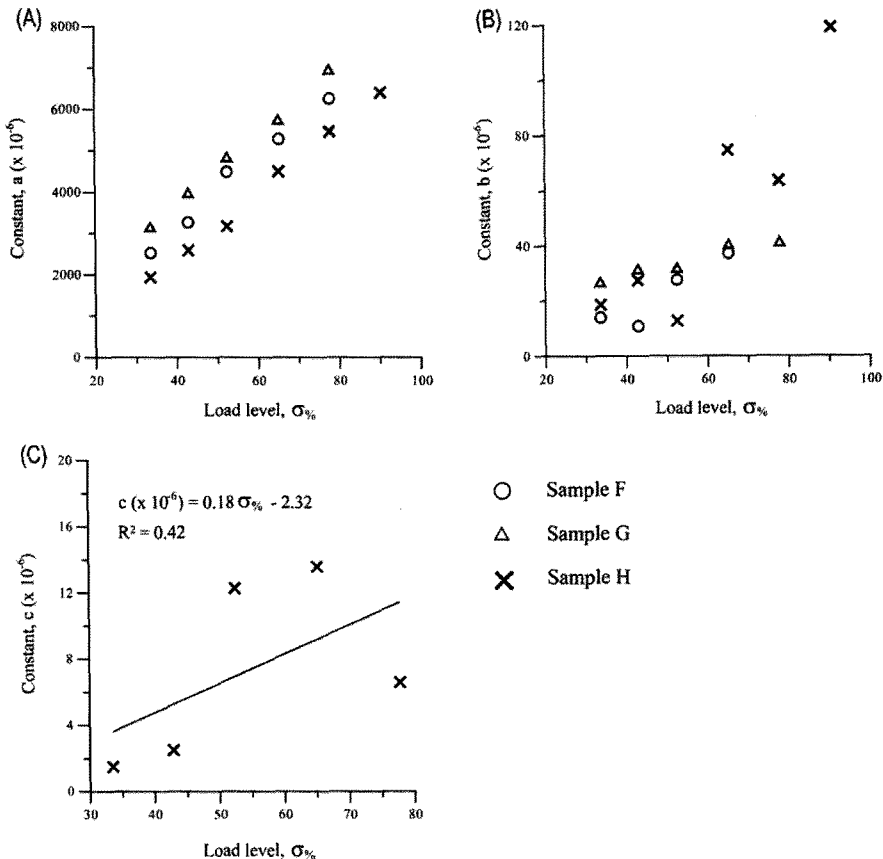 (A)
8000
6000
4000
2000
0
Constant, a (x 10⁻⁶)
20 40 60 80 100
Load level, σ%
(B)
120
80
40
0
Constant, b (x 10⁻⁶)
20 40 60 80 100
Load level, σ%
(C)
20
16
12
8
4
0
Constant, c (x 10⁻⁶)
c (x 10⁻⁶) = 0.18 σ% - 2.32
R² = 0.42
30 40 50 60 70 80
Load level, σ%
Sample F
Sample G
Sample H